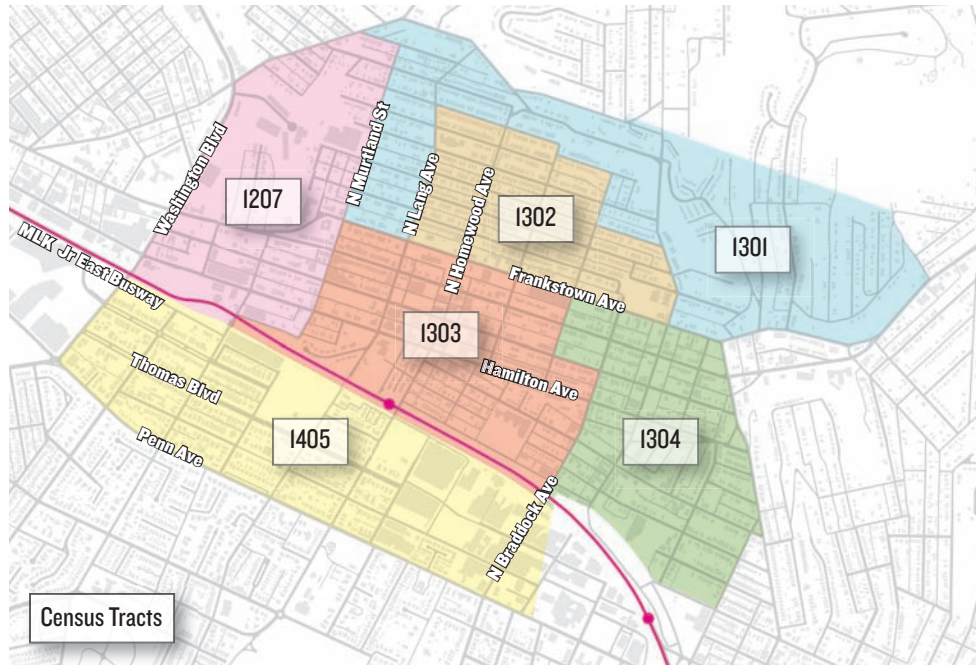 Washington Blvd
N Murtland St
N Lang Ave
N Homewood Ave
1207
1302
1301
MLK Jr East Busway
Frankstown Ave
1303
Hamilton Ave
Thomas Blvd
1405
1304
Penn Ave
N Braddock Ave
Census Tracts